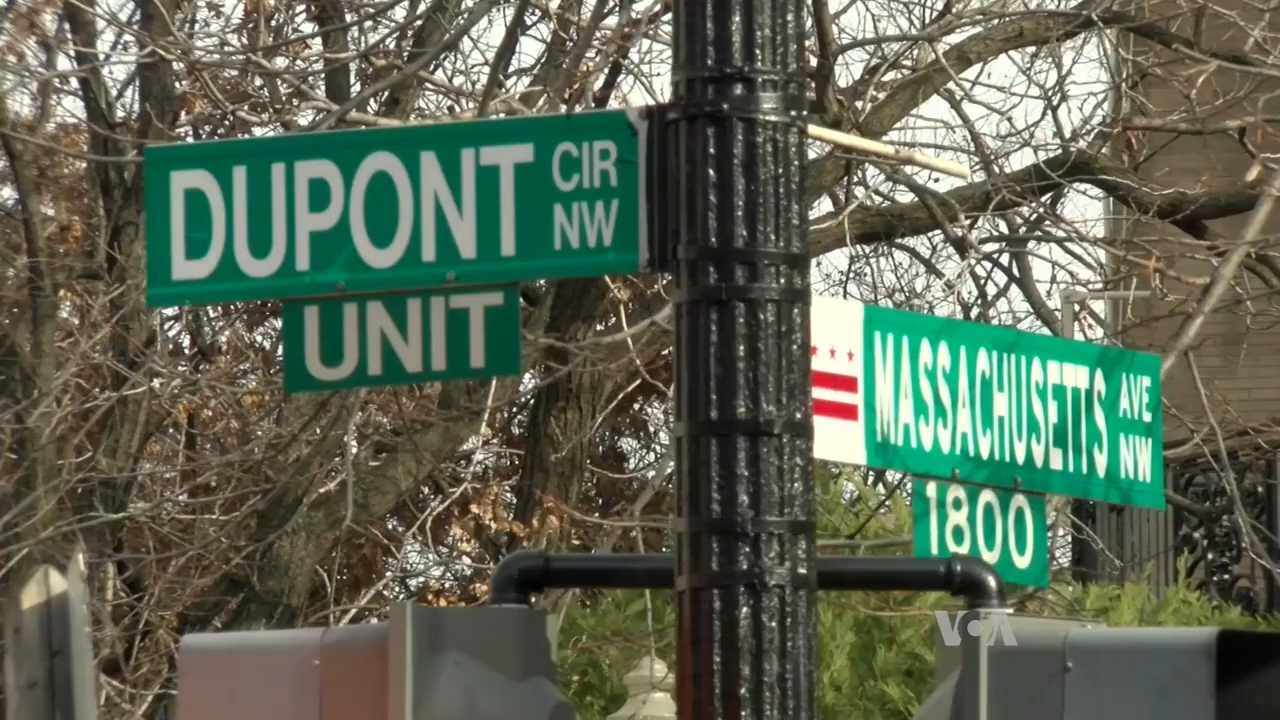 DUPONT CIR NW
UNIT
MASSACHUSETTS AVE NW
1800
VOA